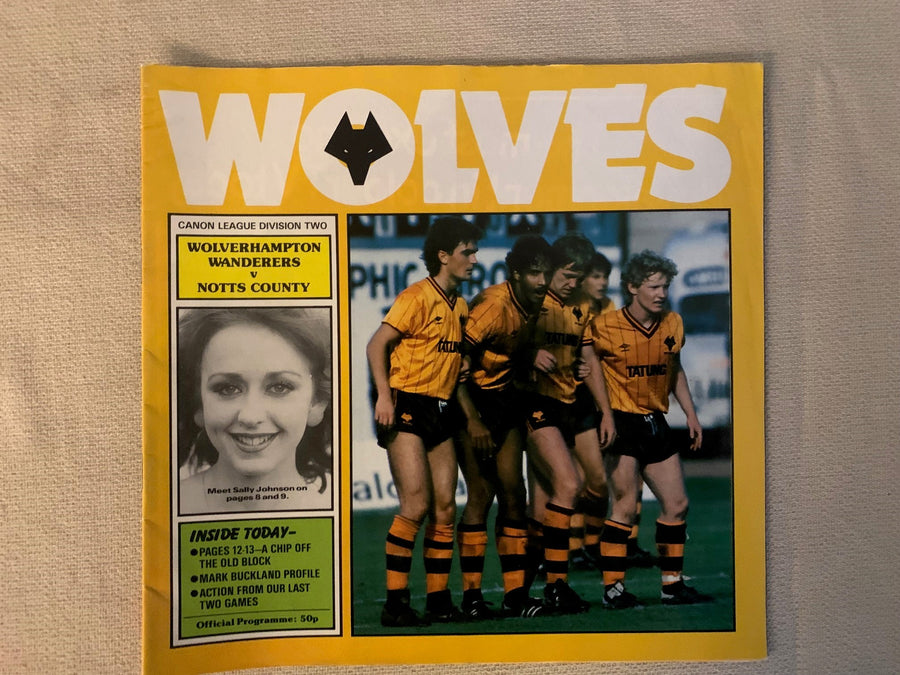 WOLVES
CANON LEAGUE DIVISION TWO
WOLVERHAMPTON
WANDERERS
v
NOTTS COUNTY
Meet Sally Johnson on
pages 8 and 9.
INSIDE TODAY–
●PAGES 12-13–A CHIP OFF
THE OLD BLOCK
●MARK BUCKLAND PROFILE
●ACTION FROM OUR LAST
TWO GAMES
Official Programme: 50p
PHIC
TATUNG
TATUNG
TATUNG